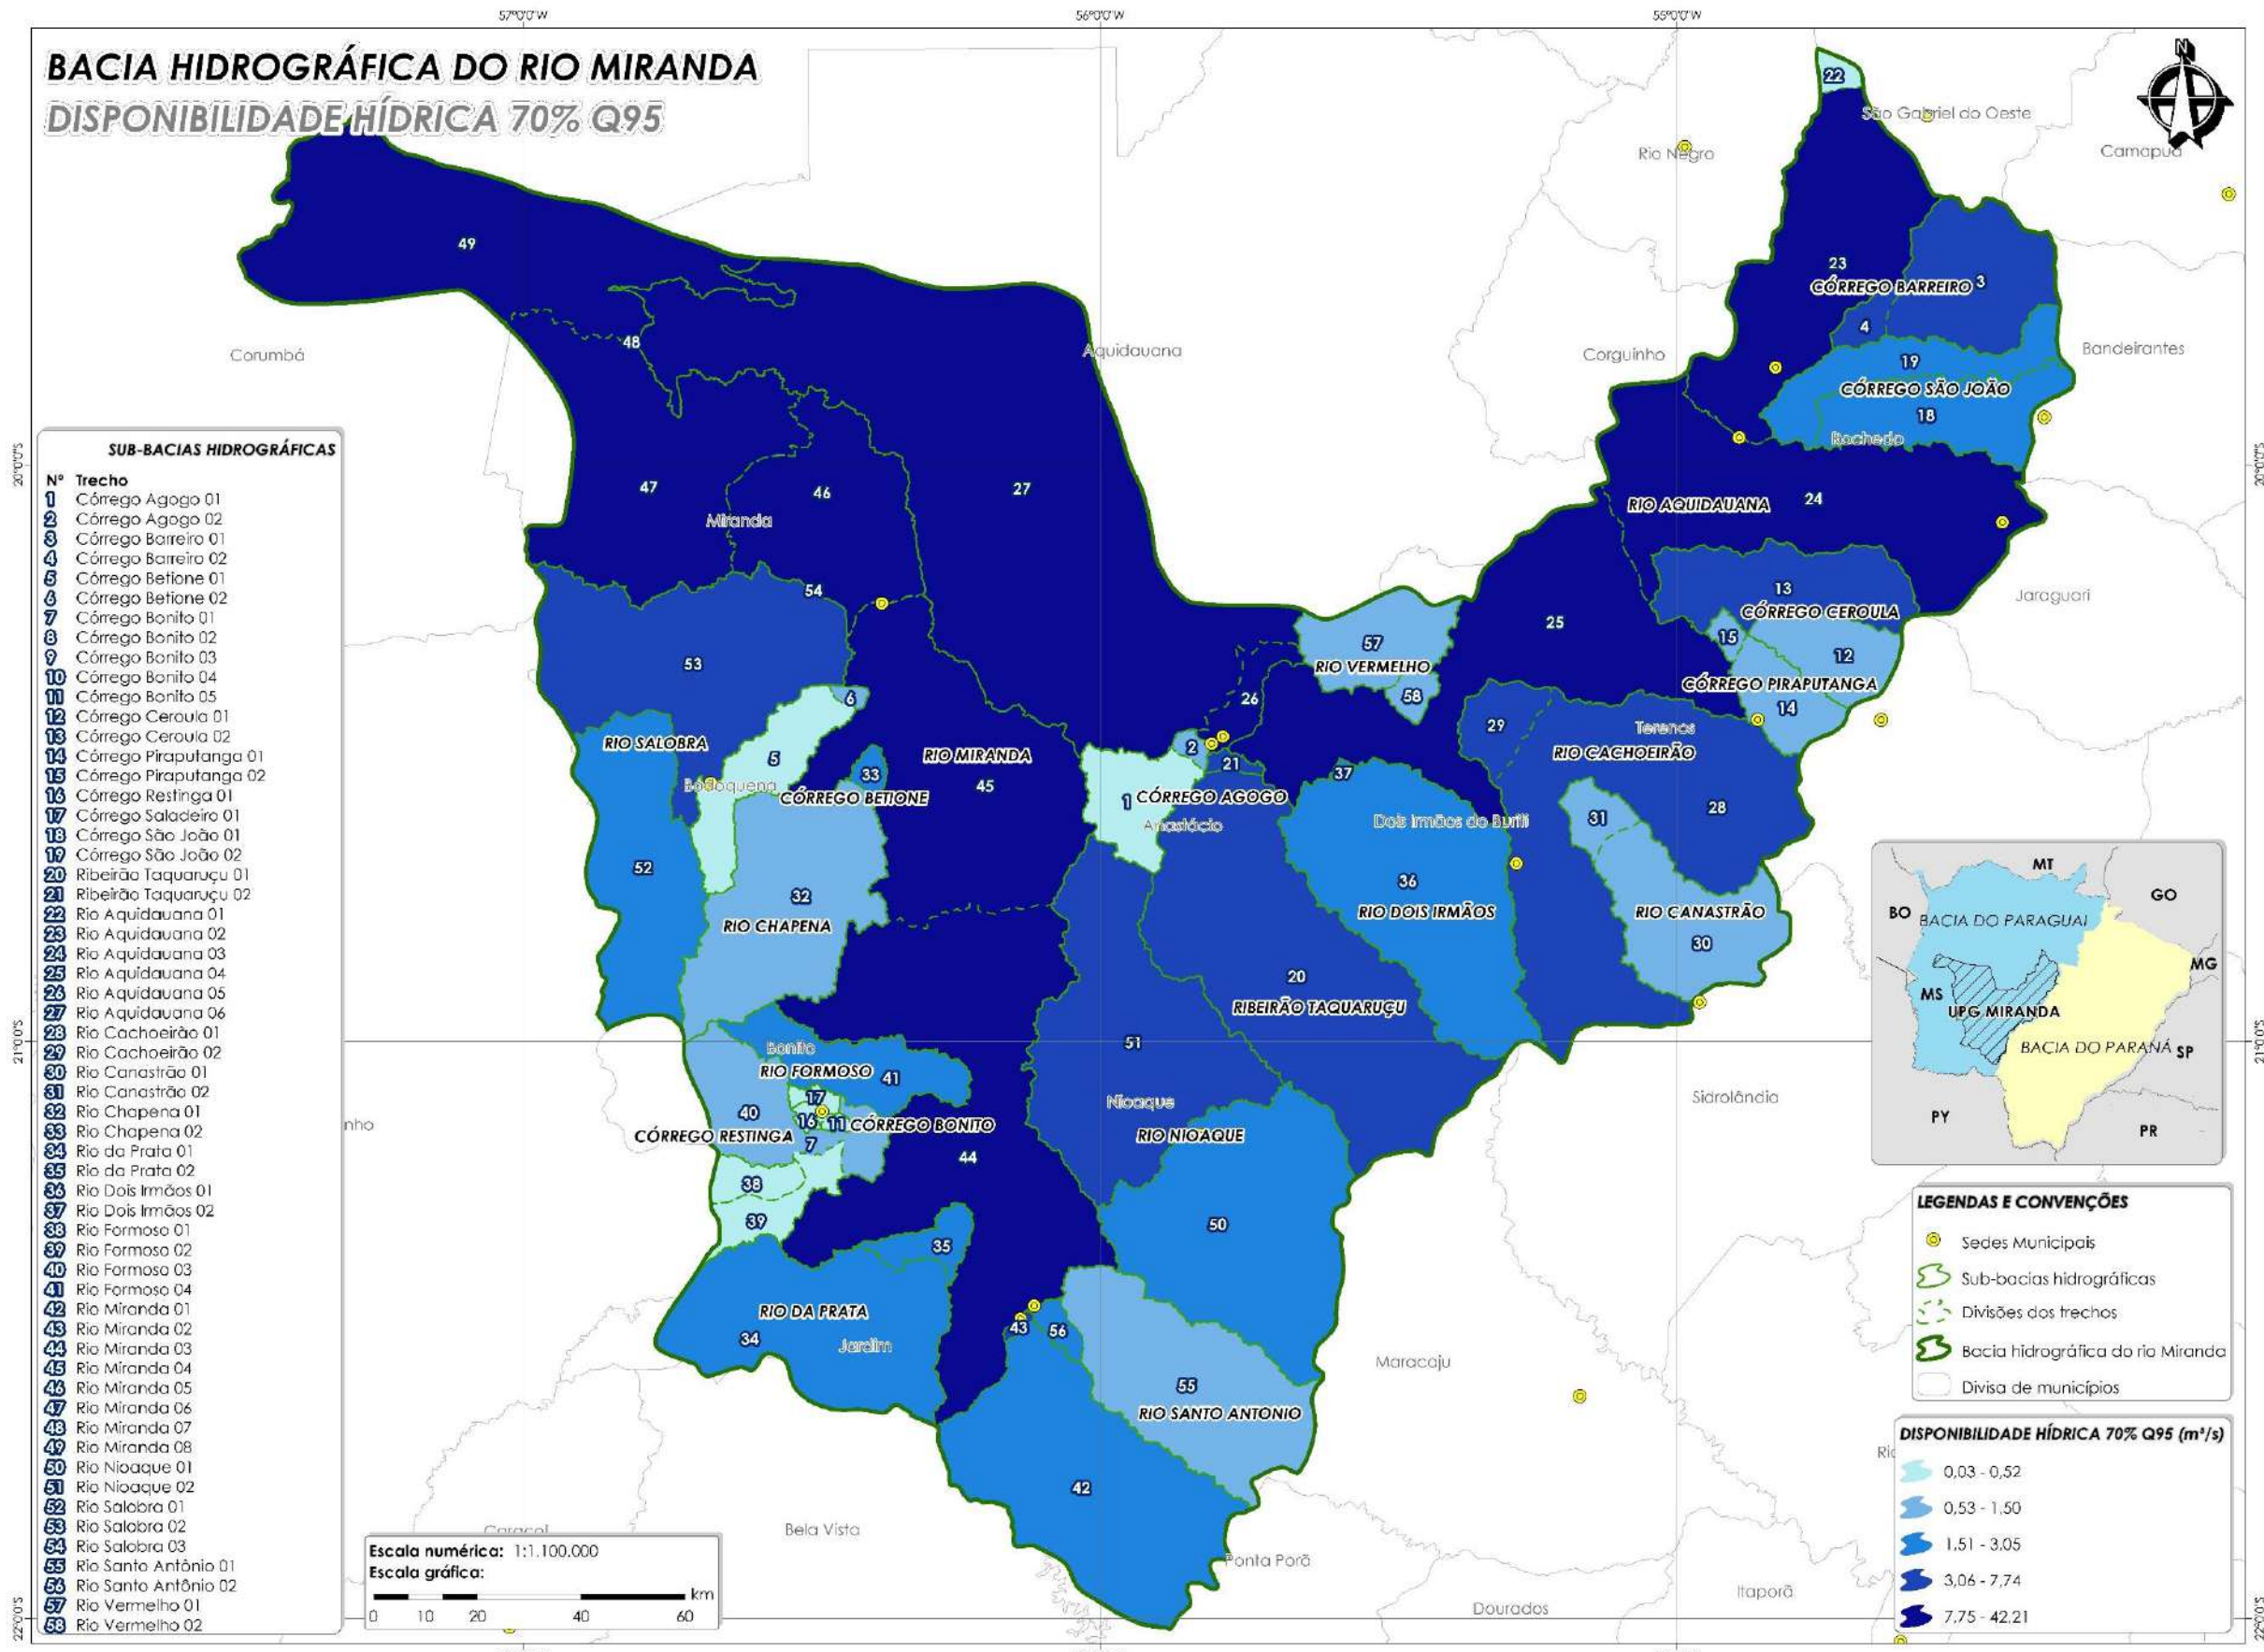 57°0'0"W
56°0'0"W
55°0'0"W
BACIA HIDROGRÁFICA DO RIO MIRANDA
DISPONIBILIDADE HÍDRICA 70% Q95
N
22
São Gabriel do Oeste
Rio Negro
Camapuã
49
23
CÓRREGO BARREIRO
3
4
48
Corumbá
Aquidauana
Corguinho
Bandeirantes
19
CÓRREGO SÃO JOÃO
18
Rochedo
20°0'0"S
20°0'0"S
47
46
27
Miranda
RIO AQUIDAUANA
24
54
13
CÓRREGO CEROULA
Jaraguari
25
15
12
57
RIO VERMELHO
53
CÓRREGO PIRAPUTANGA
58
14
6
26
29
Terenos
RIO CACHOEIRÃO
RIO SALOBRA
2
RIO MIRANDA
5
33
21
37
Bodoquena
CÓRREGO BETIONE
45
1
CÓRREGO AGOGO
Anastácio
28
31
Dois Irmãos do Buriti
52
36
32
RIO CHAPENA
RIO DOIS IRMÃOS
RIO CANASTRÃO
30
20
RIBEIRÃO TAQUARUÇU
21°0'0"S
21°0'0"S
51
Bonito
RIO FORMOSO
41
17
40
16
11
CÓRREGO BONITO
CÓRREGO RESTINGA
7
nho
Nioaque
RIO NIOAQUE
Sidrolândia
44
38
39
50
35
RIO DA PRATA
34
Jardim
43
56
Maracaju
55
RIO SANTO ANTONIO
42
Caracol
Bela Vista
Ponta Porã
Dourados
Itaporã
Ric
22°0'0"S
22°0'0"S
SUB-BACIAS HIDROGRÁFICAS
Nº Trecho
1 Córrego Agogo 01
2 Córrego Agogo 02
3 Córrego Barreiro 01
4 Córrego Barreiro 02
5 Córrego Betione 01
6 Córrego Betione 02
7 Córrego Bonito 01
8 Córrego Bonito 02
9 Córrego Bonito 03
10 Córrego Bonito 04
11 Córrego Bonito 05
12 Córrego Ceroula 01
13 Córrego Ceroula 02
14 Córrego Piraputanga 01
15 Córrego Piraputanga 02
16 Córrego Restinga 01
17 Córrego Saladeiro 01
18 Córrego São João 01
19 Córrego São João 02
20 Ribeirão Taquaruçu 01
21 Ribeirão Taquaruçu 02
22 Rio Aquidauana 01
23 Rio Aquidauana 02
24 Rio Aquidauana 03
25 Rio Aquidauana 04
26 Rio Aquidauana 05
27 Rio Aquidauana 06
28 Rio Cachoeirão 01
29 Rio Cachoeirão 02
30 Rio Canastrão 01
31 Rio Canastrão 02
32 Rio Chapena 01
33 Rio Chapena 02
34 Rio da Prata 01
35 Rio da Prata 02
36 Rio Dois Irmãos 01
37 Rio Dois Irmãos 02
38 Rio Formoso 01
39 Rio Formoso 02
40 Rio Formoso 03
41 Rio Formoso 04
42 Rio Miranda 01
43 Rio Miranda 02
44 Rio Miranda 03
45 Rio Miranda 04
46 Rio Miranda 05
47 Rio Miranda 06
48 Rio Miranda 07
49 Rio Miranda 08
50 Rio Nioaque 01
51 Rio Nioaque 02
52 Rio Salobra 01
53 Rio Salobra 02
54 Rio Salobra 03
55 Rio Santo Antônio 01
56 Rio Santo Antônio 02
57 Rio Vermelho 01
58 Rio Vermelho 02
Escala numérica: 1:1.100.000
Escala gráfica:
km
0 10 20 40 60
MT
GO
BO
BACIA DO PARAGUAI
MG
MS
UPG MIRANDA
BACIA DO PARANÁ
SP
PY
PR
LEGENDAS E CONVENÇÕES
Sedes Municipais
Sub-bacias hidrográficas
Divisões dos trechos
Bacia hidrográfica do rio Miranda
Divisa de municípios
DISPONIBILIDADE HÍDRICA 70% Q95 (m³/s)
0,03 - 0,52
0,53 - 1,50
1,51 - 3,05
3,06 - 7,74
7,75 - 42,21